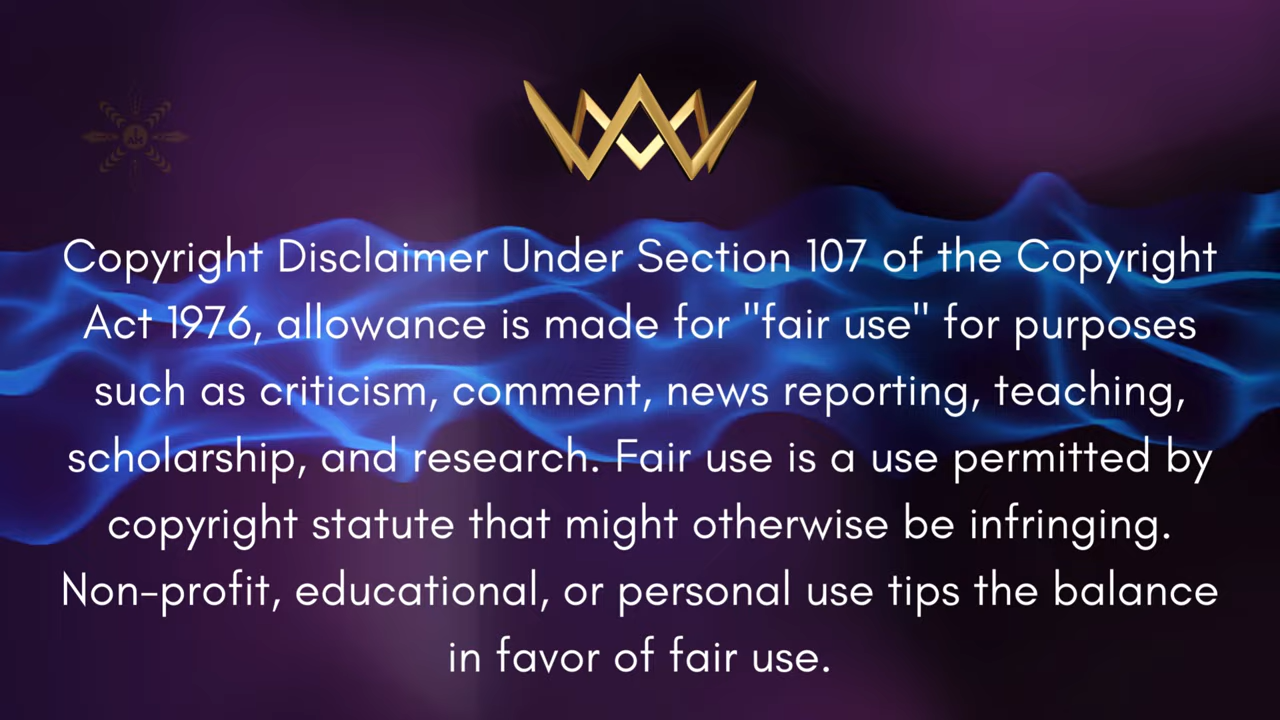 Copyright Disclaimer Under Section 107 of the Copyright
Act 1976, allowance is made for "fair use" for purposes
such as criticism, comment, news reporting, teaching,
scholarship, and research. Fair use is a use permitted by
copyright statute that might otherwise be infringing.
Non-profit, educational, or personal use tips the balance
in favor of fair use.